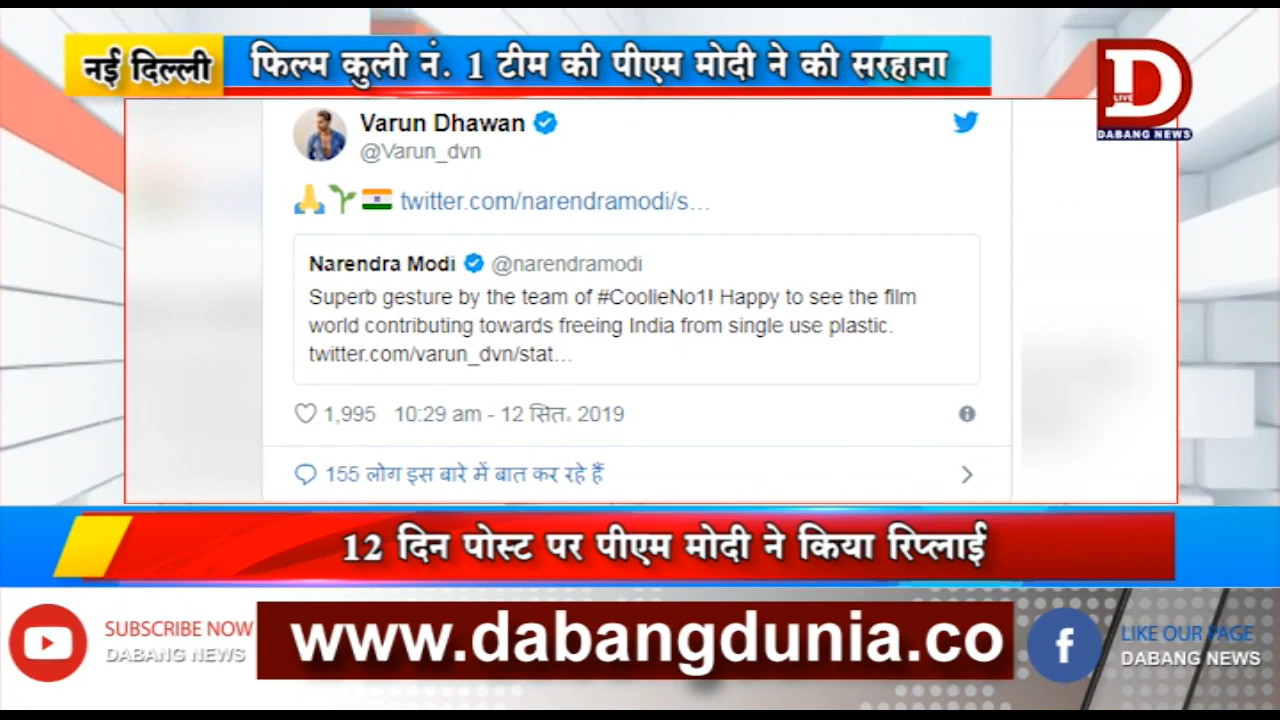 नई दिल्ली
फिल्म कुली नं. 1 टीम की पीएम मोदी ने की सरहाना
LIVE
DABANG NEWS
Varun Dhawan
@Varun_dvn
🙏🌱🇮🇳 twitter.com/narendramodi/s...
Narendra Modi @narendramodi
Superb gesture by the team of #CoolieNo1! Happy to see the film
world contributing towards freeing India from single use plastic.
twitter.com/varun_dvn/stat...
1,995 10:29 am - 12 सित॰ 2019
155 लोग इस बारे में बात कर रहे हैं
12 दिन पोस्ट पर पीएम मोदी ने किया रिप्लाई
SUBSCRIBE NOW
DABANG NEWS
www.dabangdunia.co
LIKE OUR PAGE
DABANG NEWS